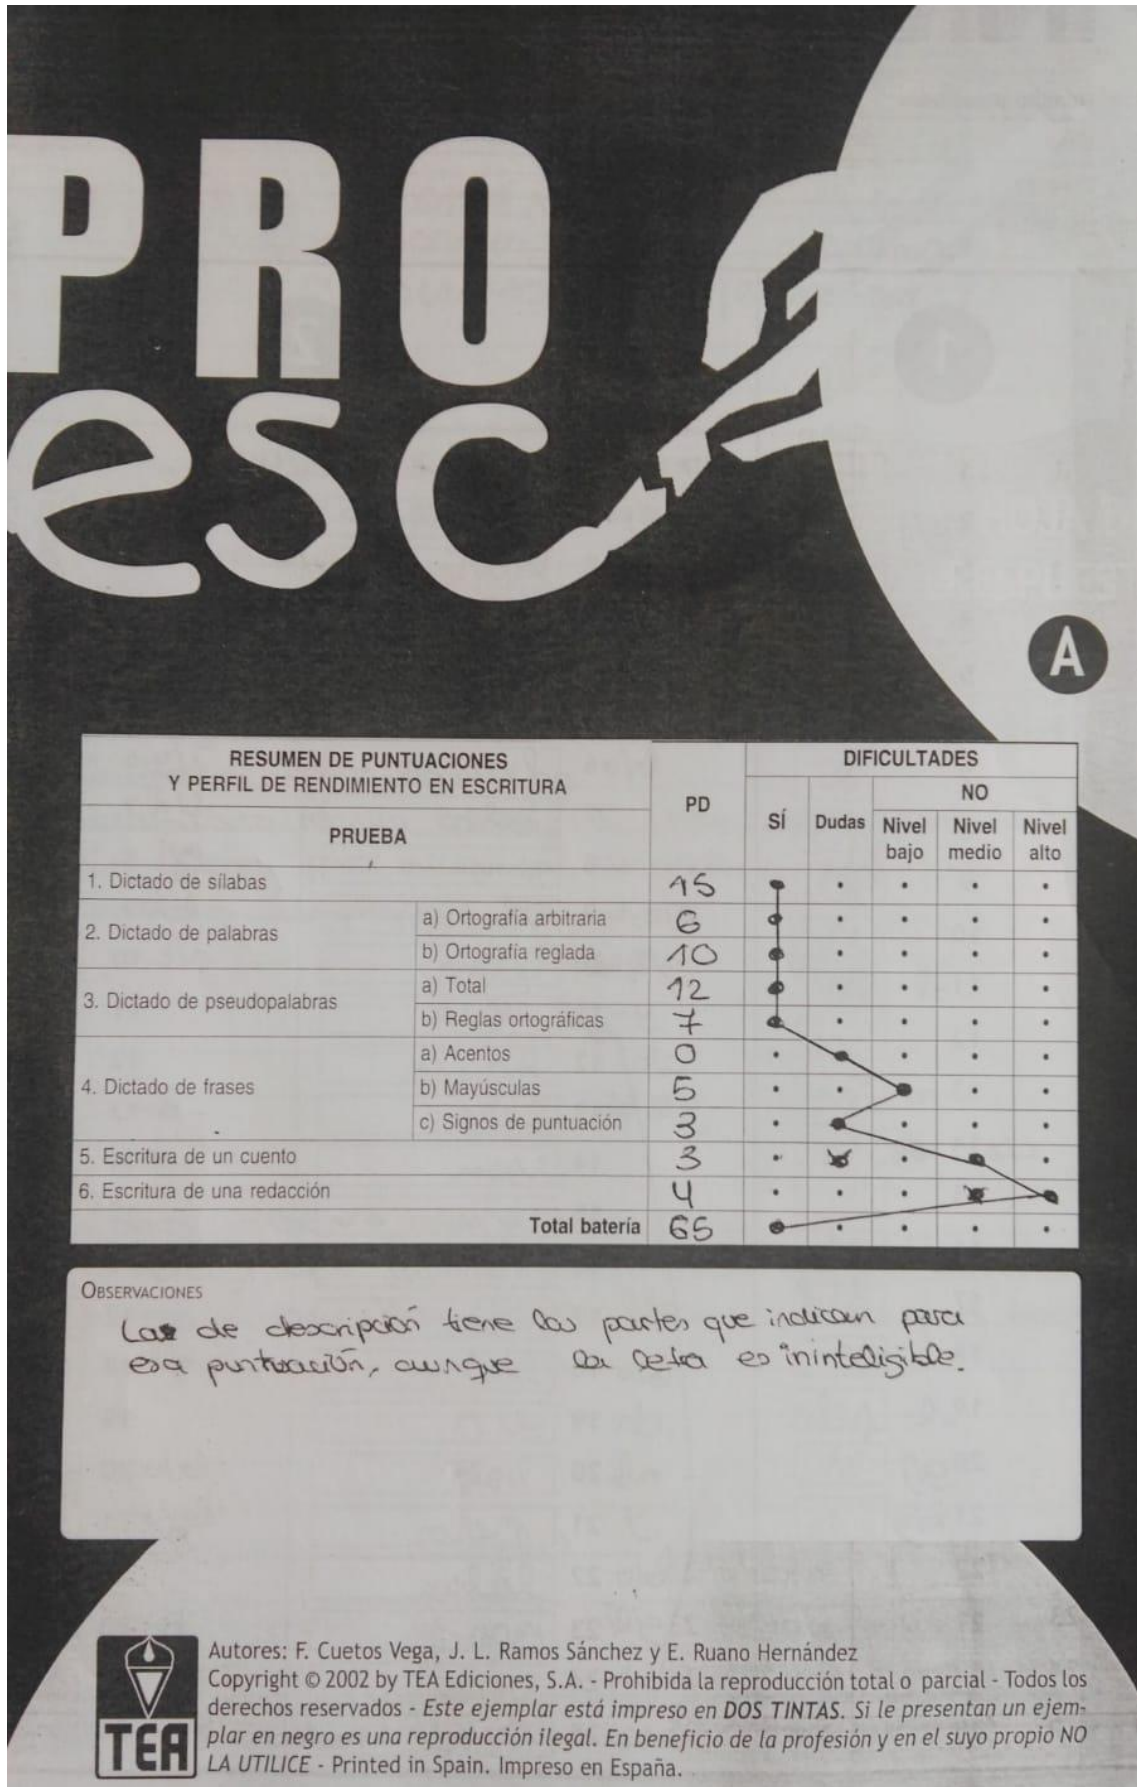 PRO
esc
A
RESUMEN DE PUNTUACIONES
Y PERFIL DE RENDIMIENTO EN ESCRITURA
PD
DIFICULTADES
SÍ
Dudas
NO
PRUEBA
Nivel bajo
Nivel medio
Nivel alto
1. Dictado de sílabas 15
2. Dictado de palabras
a) Ortografía arbitraria 6
b) Ortografía reglada 10
3. Dictado de pseudopalabras
a) Total 12
b) Reglas ortográficas 7
4. Dictado de frases
a) Acentos 0
b) Mayúsculas 5
c) Signos de puntuación 3
5. Escritura de un cuento 3
6. Escritura de una redacción 4
Total batería 65
OBSERVACIONES
La de descripción tiene las partes que indican para
esa puntuación, aunque la letra es inintelegible.
Autores: F. Cuetos Vega, J. L. Ramos Sánchez y E. Ruano Hernández
Copyright © 2002 by TEA Ediciones, S.A. - Prohibida la reproducción total o parcial - Todos los
derechos reservados - Este ejemplar está impreso en DOS TINTAS. Si le presentan un ejem-
plar en negro es una reproducción ilegal. En beneficio de la profesión y en el suyo propio NO
LA UTILICE - Printed in Spain. Impreso en España.
TEA